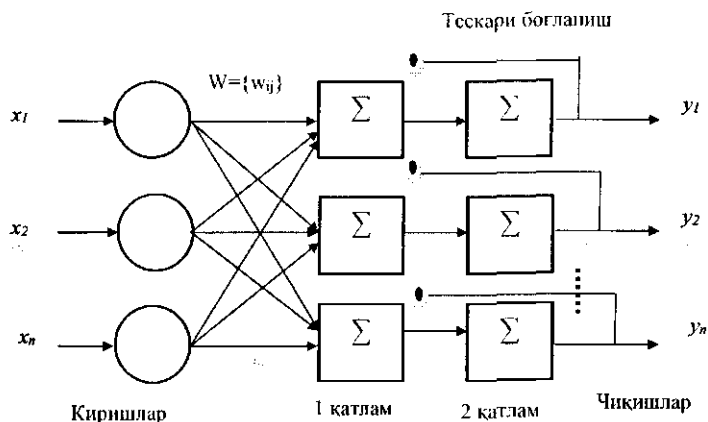 Тескари боғланиш
W={wij}
x1
Σ
Σ
y1
x2
Σ
Σ
y2
xn
Σ
Σ
yn
Киришлар
1 қатлам
2 қатлам
Чиқишлар